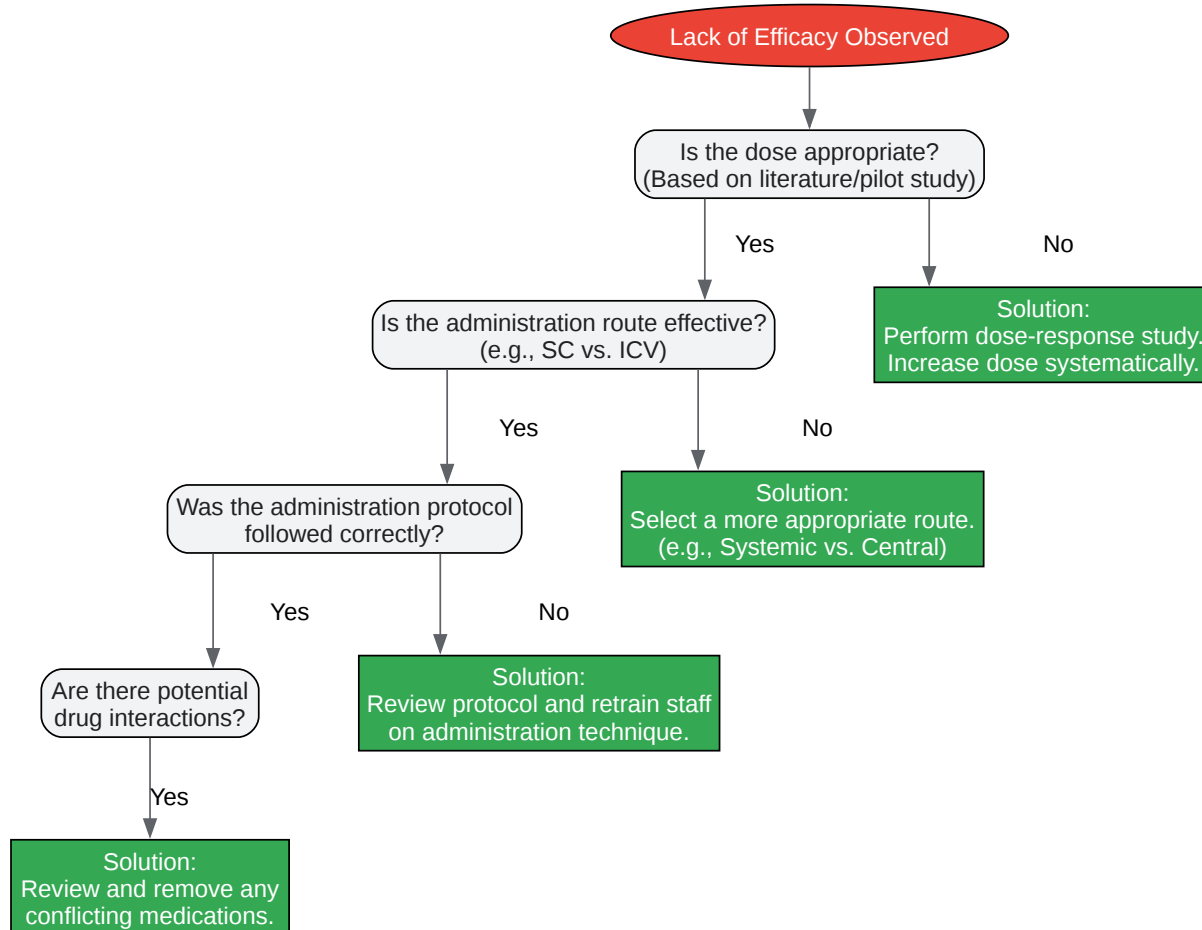 Lack of Efficacy Observed
Is the dose appropriate?
(Based on literature/pilot study)
Yes
No
Is the administration route effective?
(e.g., SC vs. ICV)
Solution:
Perform dose-response study.
Increase dose systematically.
Yes
No
Was the administration protocol
followed correctly?
Solution:
Select a more appropriate route.
(e.g., Systemic vs. Central)
Yes
No
Are there potential
drug interactions?
Solution:
Review protocol and retrain staff
on administration technique.
Yes
Solution:
Review and remove any
conflicting medications.